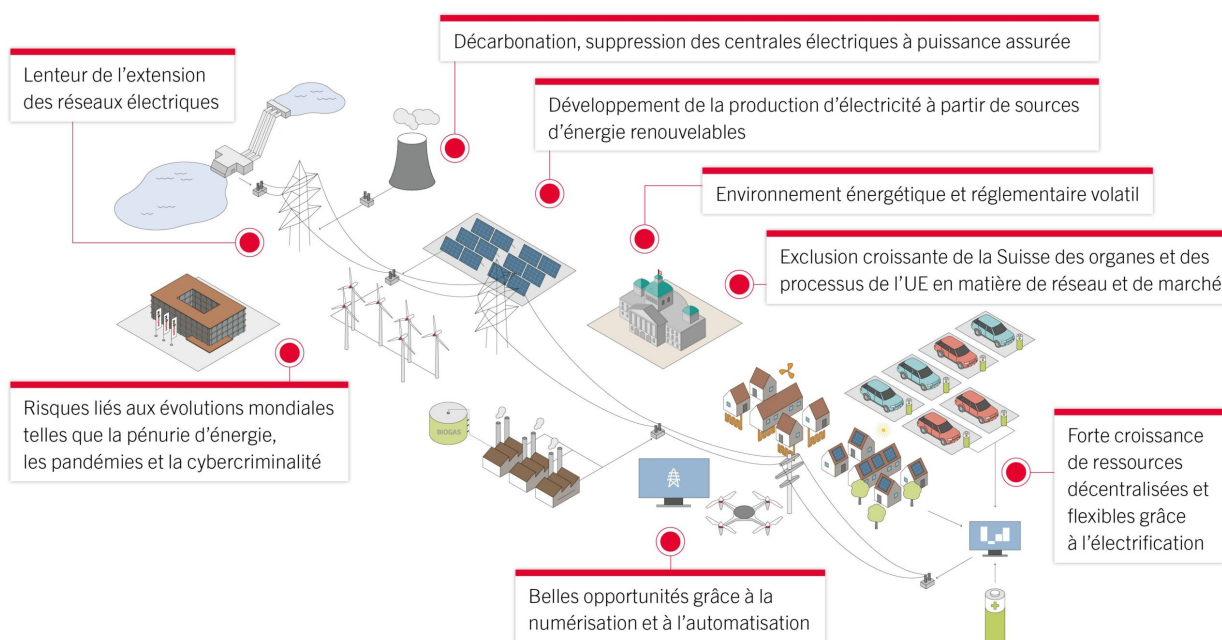 Décarbonation, suppression des centrales électriques à puissance assurée
Lenteur de l’extension
des réseaux électriques
Développement de la production d’électricité à partir de sources
d’énergie renouvelables
Environnement énergétique et réglementaire volatil
Exclusion croissante de la Suisse des organes et des
processus de l’UE en matière de réseau et de marché
Risques liés aux évolutions mondiales
telles que la pénurie d’énergie,
les pandémies et la cybercriminalité
BIOGAS
Forte croissance
de ressources
décentralisées et
flexibles grâce
à l’électrification
Belles opportunités grâce à la
numérisation et à l’automatisation